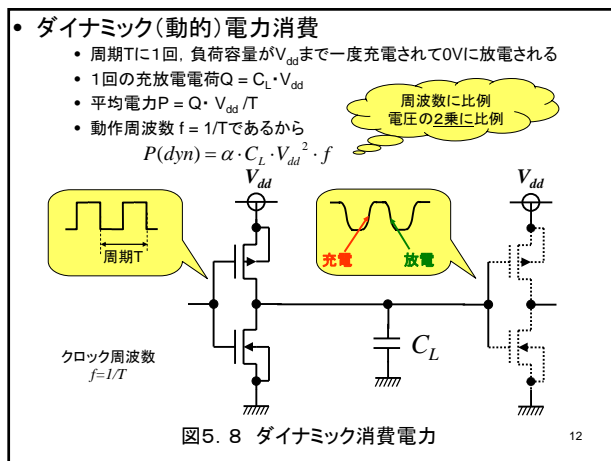 • ダイナミック(動的)電力消費
• 周期Tに1回，負荷容量がVddまで一度充電されて0Vに放電される
• 1回の充放電電荷Q = CL・Vdd
• 平均電力P = Q・ Vdd /T
• 動作周波数 f = 1/Tであるから
周波数に比例
電圧の2乗に比例
P(dyn) = α・CL・Vdd²・f
Vdd
Vdd
周期T
充電
放電
CL
クロック周波数
f=1/T
図5．8 ダイナミック消費電力
12